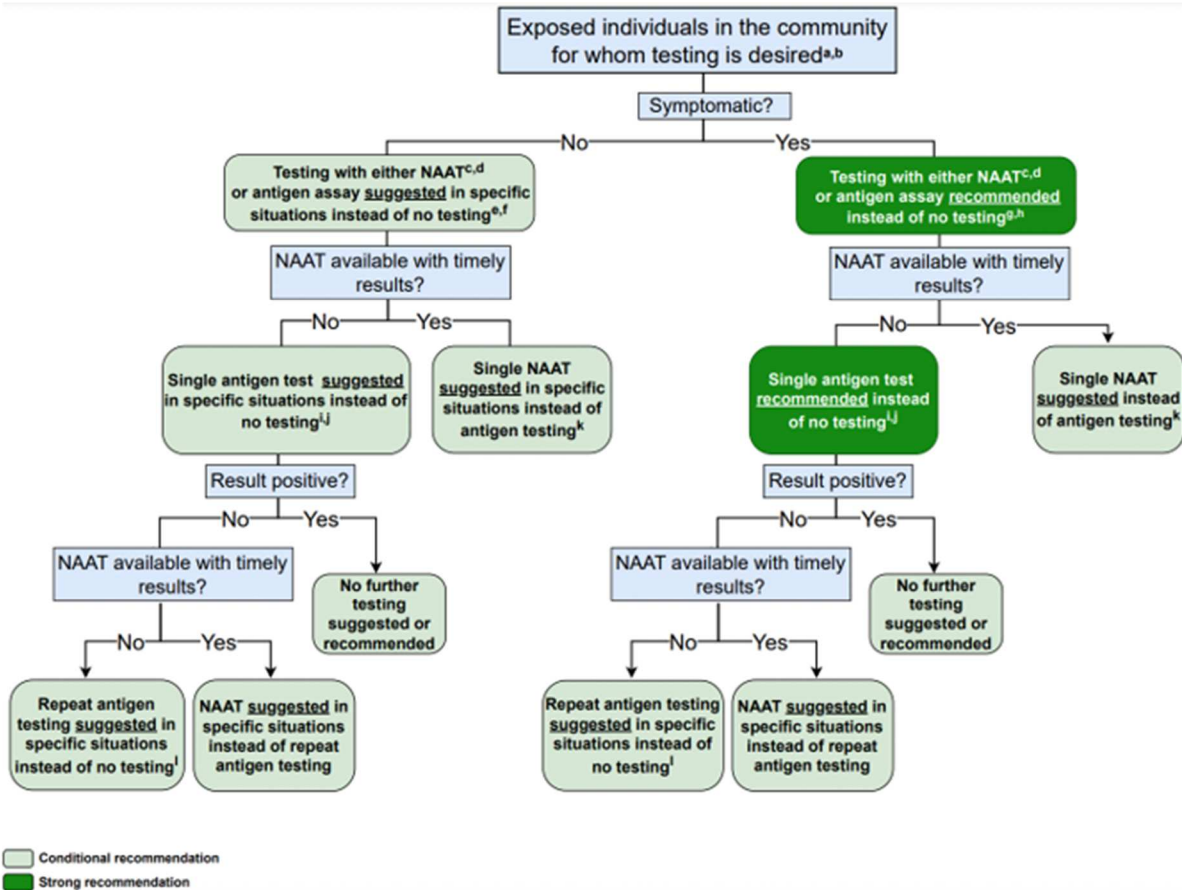 Exposed individuals in the community
for whom testing is desireda,b
Symptomatic?
No
Yes
Testing with either NAATc,d
or antigen assay suggested in specific
situations instead of no testinge,f
Testing with either NAATc,d
or antigen assay recommended
instead of no testingg,h
NAAT available with timely
results?
NAAT available with timely
results?
No
Yes
No
Yes
Single antigen test suggested
in specific situations instead of
no testingi,j
Single NAAT
suggested in specific
situations instead of
antigen testingk
Single antigen test
recommended instead
of no testingi,j
Single NAAT
suggested instead
of antigen testingk
Result positive?
Result positive?
No
Yes
No
Yes
NAAT available with timely
results?
No further
testing
suggested or
recommended
NAAT available with timely
results?
No further
testing
suggested or
recommended
No
Yes
No
Yes
Repeat antigen
testing suggested in
specific situations
instead of no testingl
NAAT suggested in
specific situations
instead of repeat
antigen testing
Repeat antigen testing
suggested in specific
situations instead of
no testingl
NAAT suggested in
specific situations
instead of repeat
antigen testing
Conditional recommendation
Strong recommendation